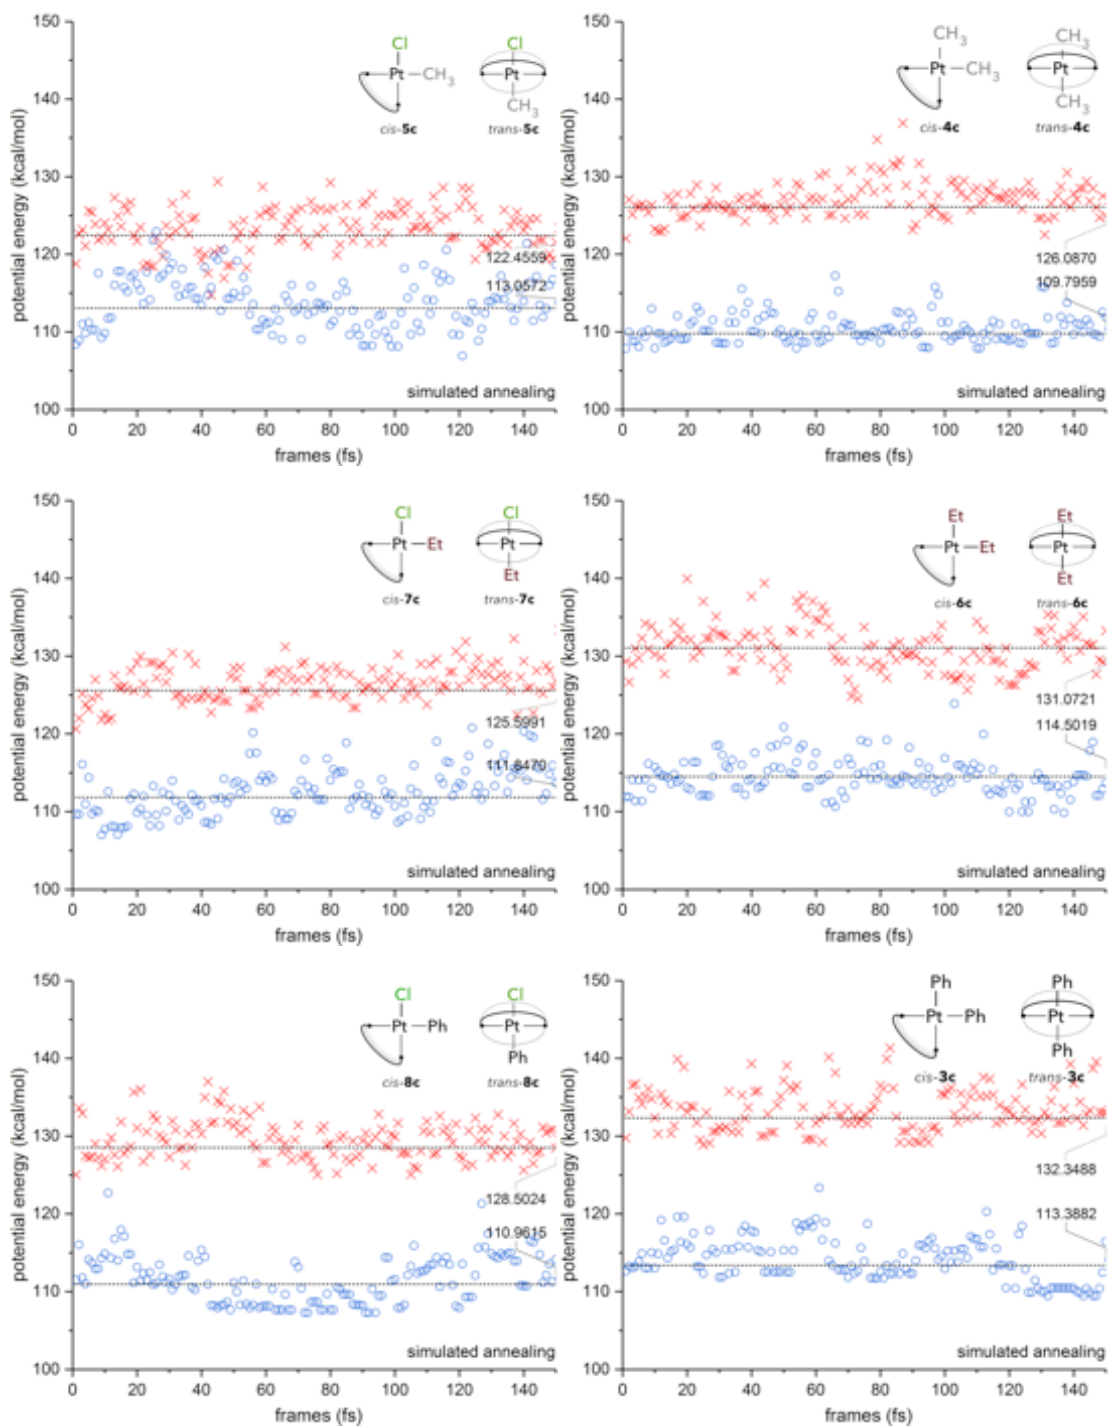 150
140
130
120
110
100
potential energy (kcal/mol)
Cl
Pt
CH3
cis-5c
Cl
Pt
CH3
trans-5c
122.4559
113.0572
simulated annealing
0 20 40 60 80 100 120 140
frames (fs)
150
140
130
120
110
100
potential energy (kcal/mol)
CH3
Pt
CH3
cis-4c
CH3
Pt
CH3
trans-4c
126.0870
109.7959
simulated annealing
0 20 40 60 80 100 120 140
frames (fs)
150
140
130
120
110
100
potential energy (kcal/mol)
Cl
Pt
Et
cis-7c
Cl
Pt
Et
trans-7c
125.5991
111.8470
simulated annealing
0 20 40 60 80 100 120 140
frames (fs)
150
140
130
120
110
100
potential energy (kcal/mol)
Et
Pt
Et
cis-6c
Et
Pt
Et
trans-6c
131.0721
114.5019
simulated annealing
0 20 40 60 80 100 120 140
frames (fs)
150
140
130
120
110
100
potential energy (kcal/mol)
Cl
Pt
Ph
cis-8c
Cl
Pt
Ph
trans-8c
128.5024
110.9615
simulated annealing
0 20 40 60 80 100 120 140
frames (fs)
150
140
130
120
110
100
potential energy (kcal/mol)
Ph
Pt
Ph
cis-3c
Ph
Pt
Ph
trans-3c
132.3488
113.3882
simulated annealing
0 20 40 60 80 100 120 140
frames (fs)